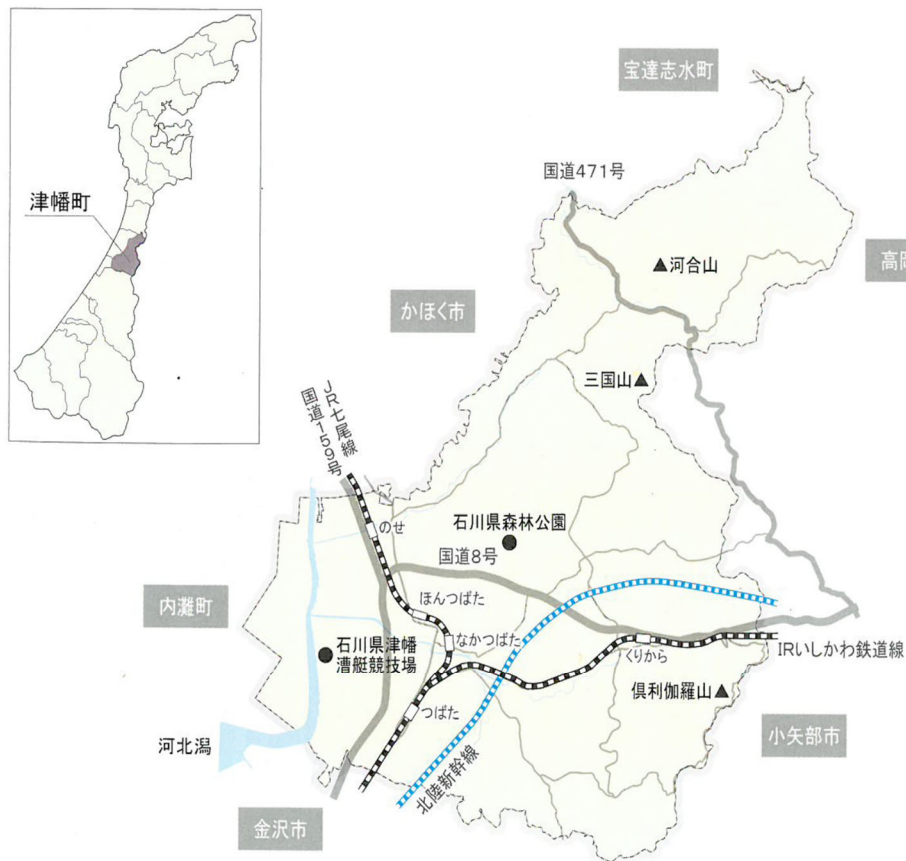 宝達志水町
津幡町
国道471号
河合山
高岡
かほく市
三国山
JR七尾線
国道159号
のせ
石川県森林公園
国道8号
内灘町
ほんつばた
なかつばた
石川県津幡
漕艇競技場
くりから
IRいしかわ鉄道線
倶利伽羅山
つばた
小矢部市
河北潟
北陸新幹線
金沢市